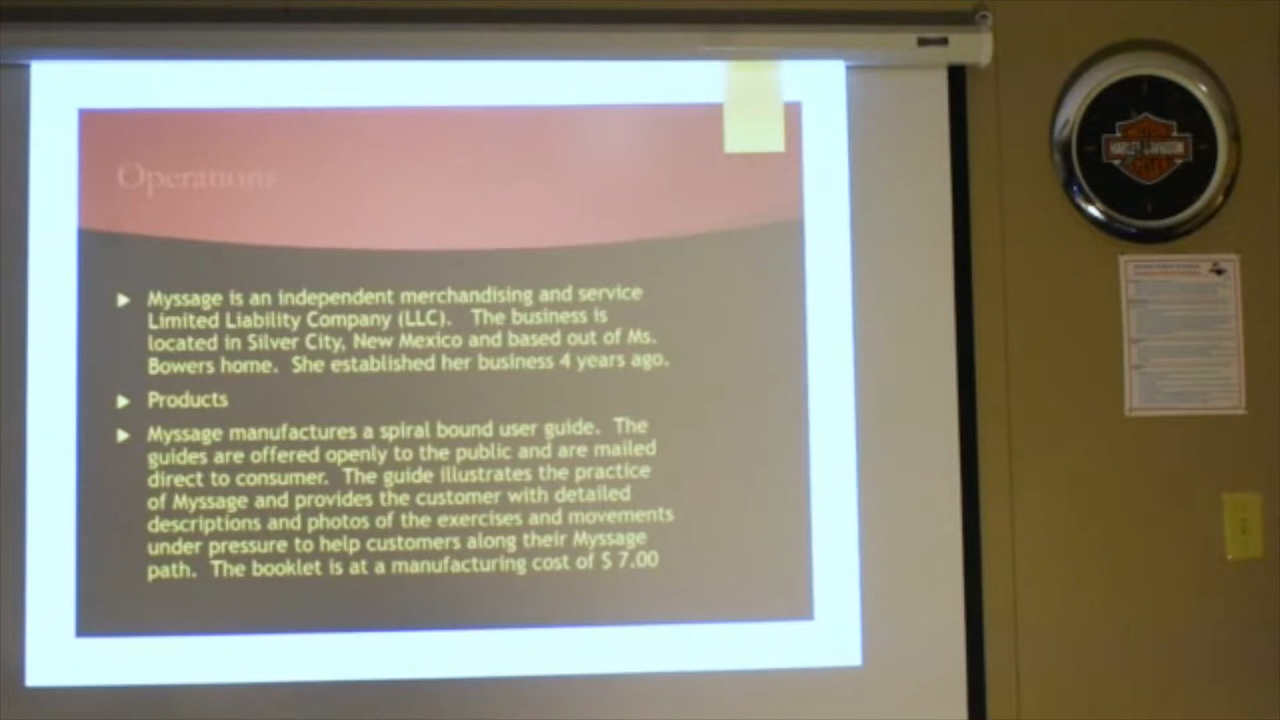 Operations
Myssage is an independent merchandising and service
Limited Liability Company (LLC). The business is
located in Silver City, New Mexico and based out of Ms.
Bowers home. She established her business 4 years ago.
Products
Myssage manufactures a spiral bound user guide. The
guides are offered openly to the public and are mailed
direct to consumer. The guide illustrates the practice
of Myssage and provides the customer with detailed
descriptions and photos of the exercises and movements
under pressure to help customers along their Myssage
path. The booklet is at a manufacturing cost of $ 7.00
MOTOR
HARLEY-DAVIDSON
CYCLES